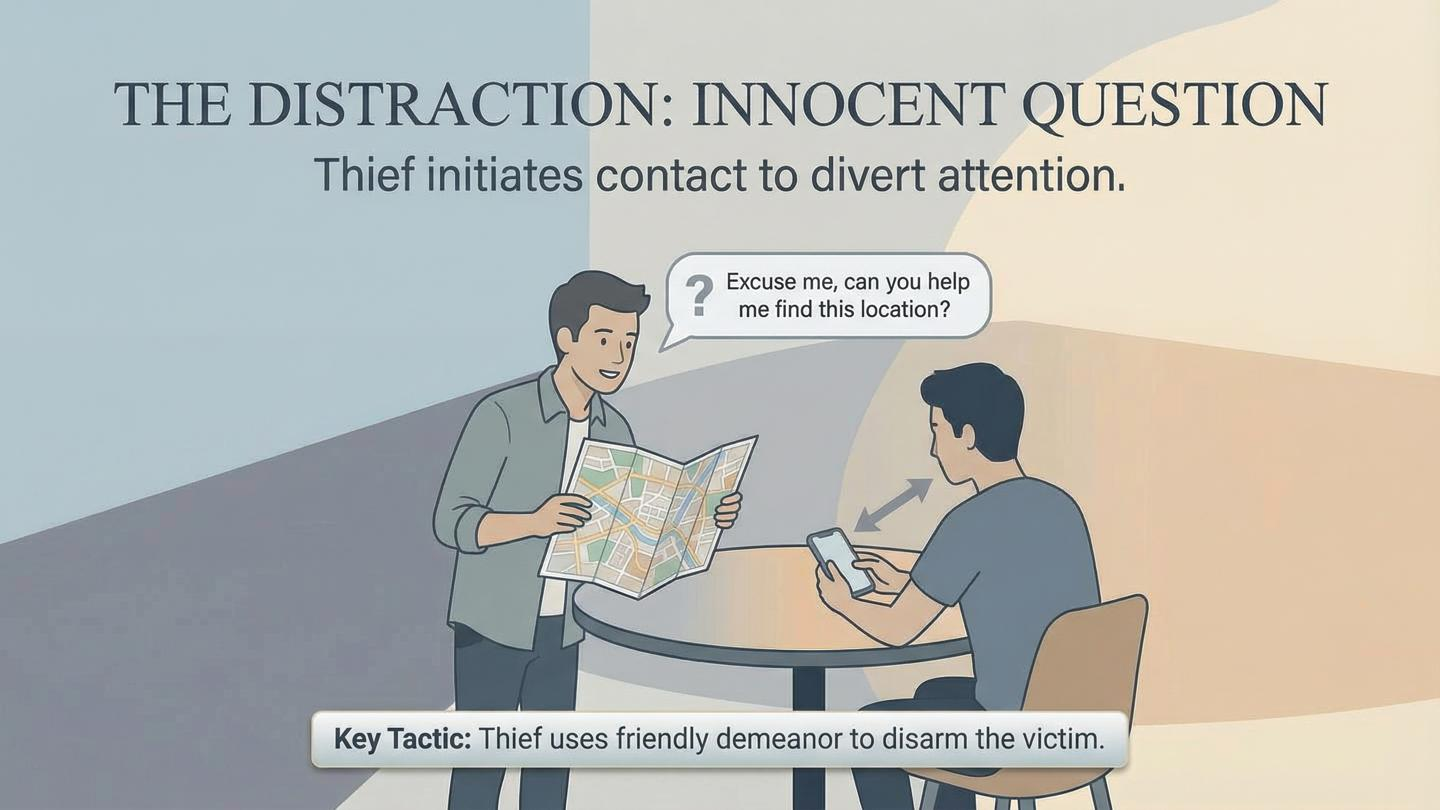 THE DISTRACTION: INNOCENT QUESTION
Thief initiates contact to divert attention.
? Excuse me, can you help
me find this location?
Key Tactic: Thief uses friendly demeanor to disarm the victim.